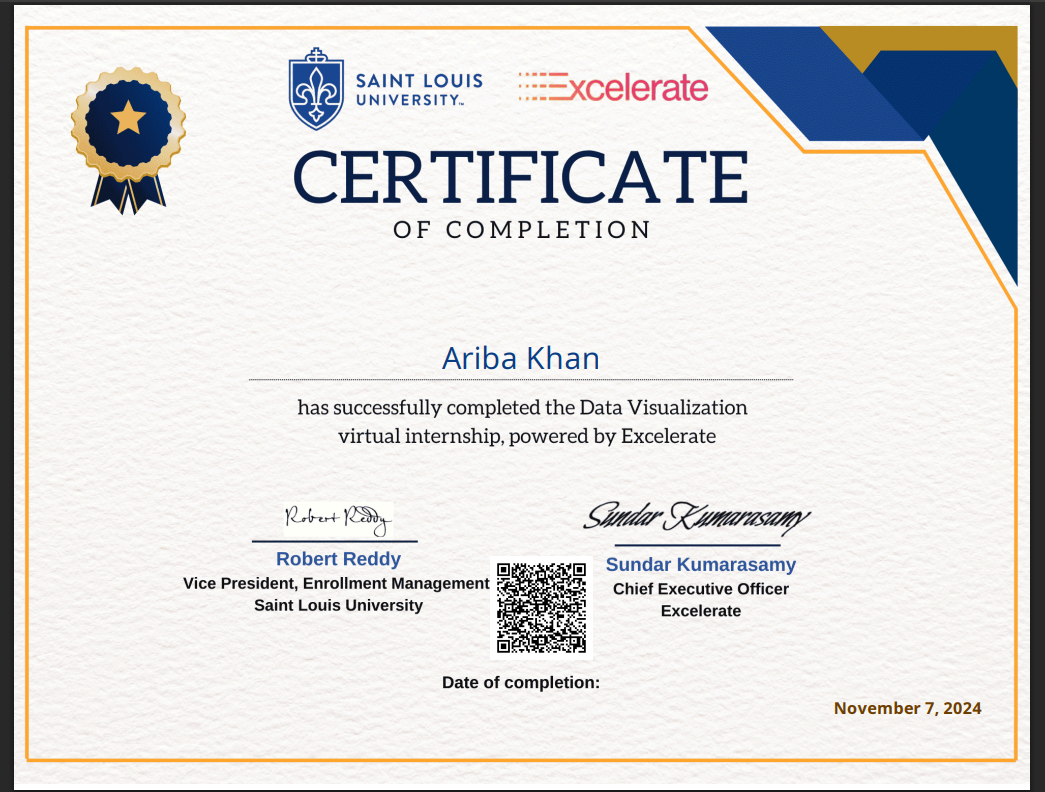 SAINT LOUIS
UNIVERSITY™
Excelerate
CERTIFICATE
OF COMPLETION
Ariba Khan
has successfully completed the Data Visualization
virtual internship, powered by Excelerate
Robert Reddy
Sundar Kumarasamy
Robert Reddy
Vice President, Enrollment Management
Saint Louis University
Sundar Kumarasamy
Chief Executive Officer
Excelerate
Date of completion:
November 7, 2024